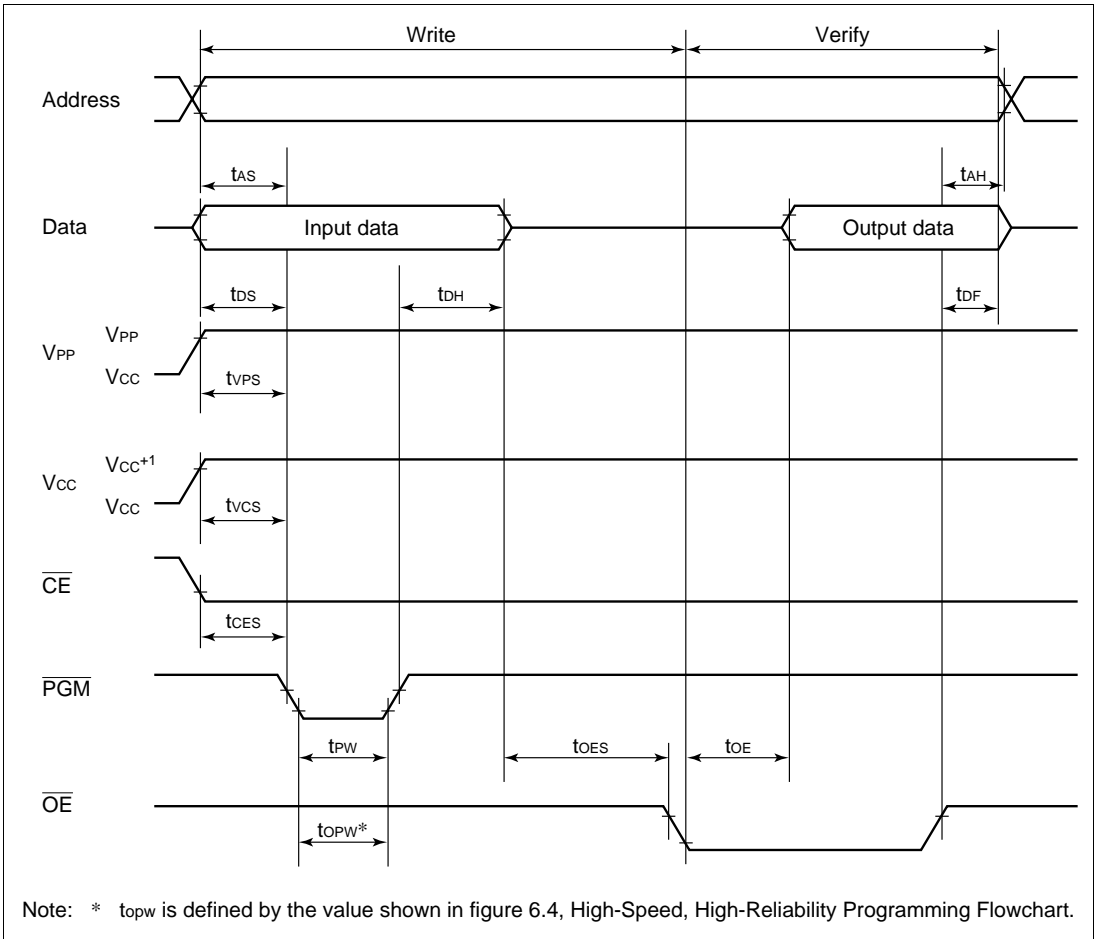 Write Verify
Address
tAS tAH
Data Input data Output data
tDS tDH tDF
VPP VPP
VCC
tVPS
VCC VCC+1
VCC
tVCS
CE
tCES
PGM
tPW tOES tOE
OE
tOPW*
Note: * topw is defined by the value shown in figure 6.4, High-Speed, High-Reliability Programming Flowchart.